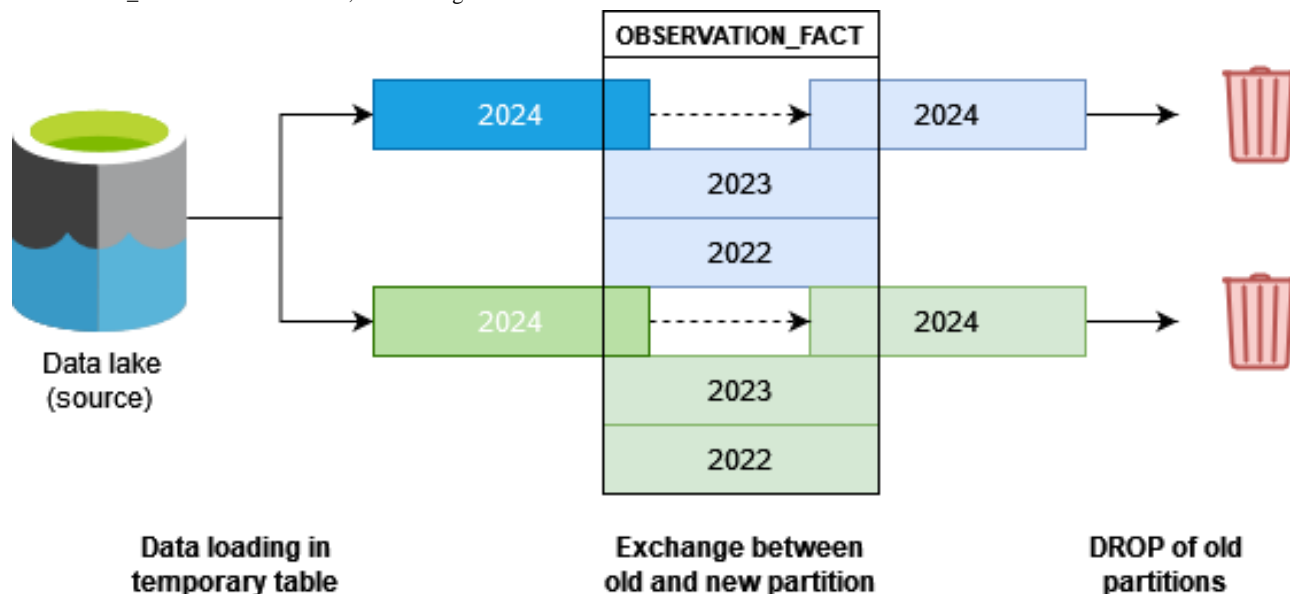 OBSERVATION_FACT
2024
2024
2023
2022
2024
2024
2023
2022
Data lake
(source)
Data loading in
temporary table
Exchange between
old and new partition
DROP of old
partitions